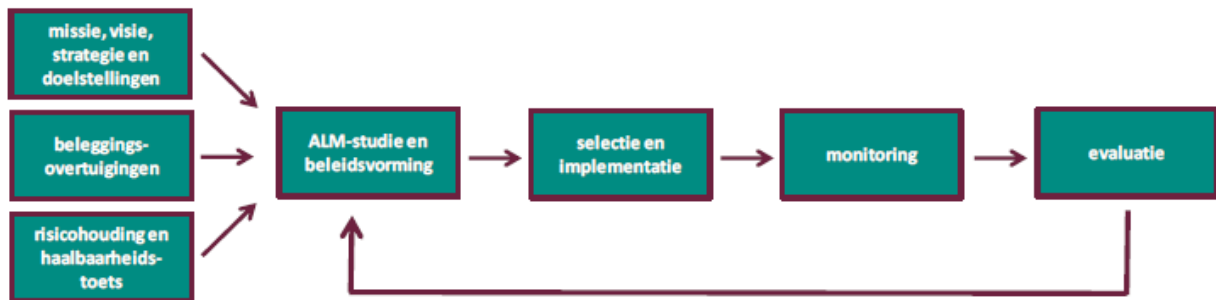 missie, visie,
strategie en
doelstellingen
beleggings-
overtuigingen
risicohouding en
haalbaarheids-
toets
ALM-studie en
beleidsvorming
selectie en
implementatie
monitoring
evaluatie